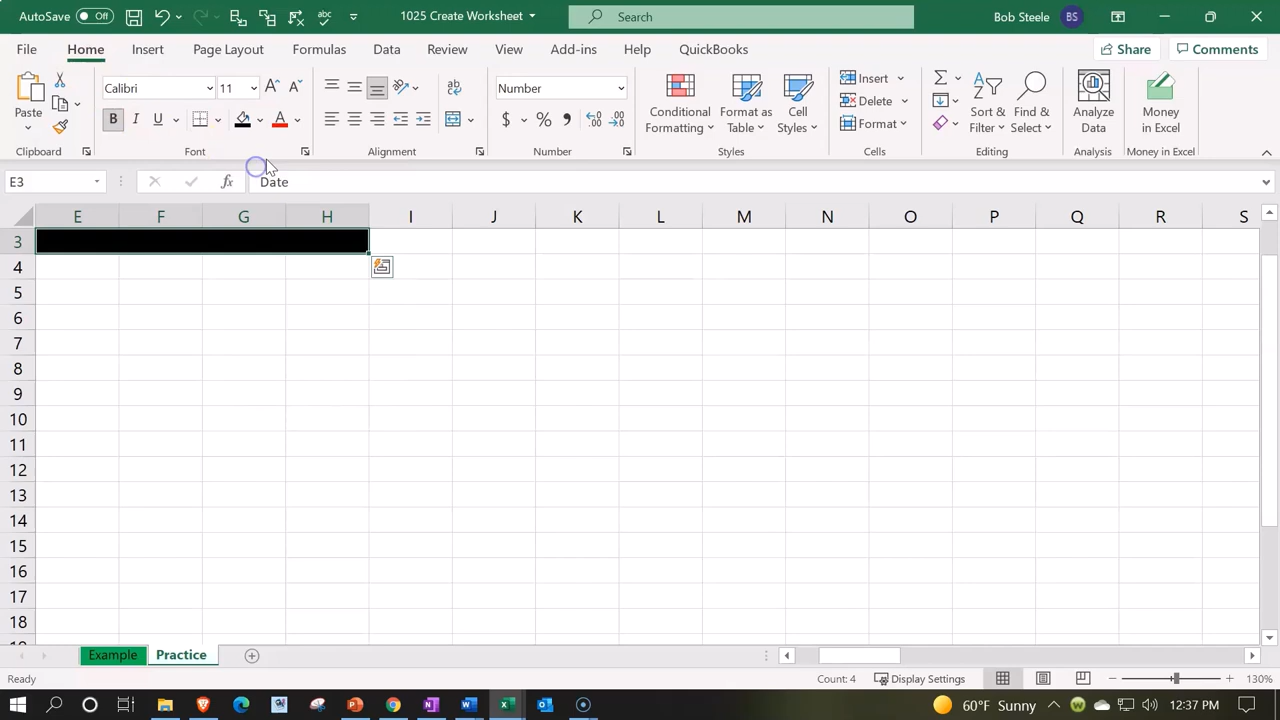 AutoSave Off 1025 Create Worksheet Search Bob Steele BS
File Home Insert Page Layout Formulas Data Review View Add-ins Help QuickBooks Share Comments
Paste
Clipboard
Calibri 11
B I U A
Font
Alignment
Number
$ % ,
Number
Conditional Formatting
Format as Table
Cell Styles
Styles
Insert
Delete
Format
Cells
Sort & Filter
Find & Select
Editing
Analyze Data
Analysis
Money in Excel
Money in Excel
E3 fx Date
E F G H I J K L M N O P Q R S
3
4
5
6
7
8
9
10
11
12
13
14
15
16
17
18
Example Practice
Ready Count: 4 Display Settings 130%
60°F Sunny 12:37 PM